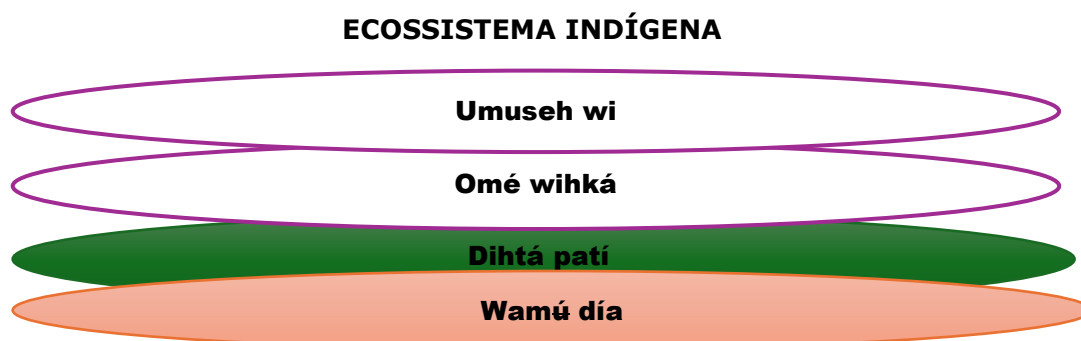 ECOSSISTEMA INDÍGENA
Umuseh wi
Omé wihká
Dihtá patí
Wamʉ́ día